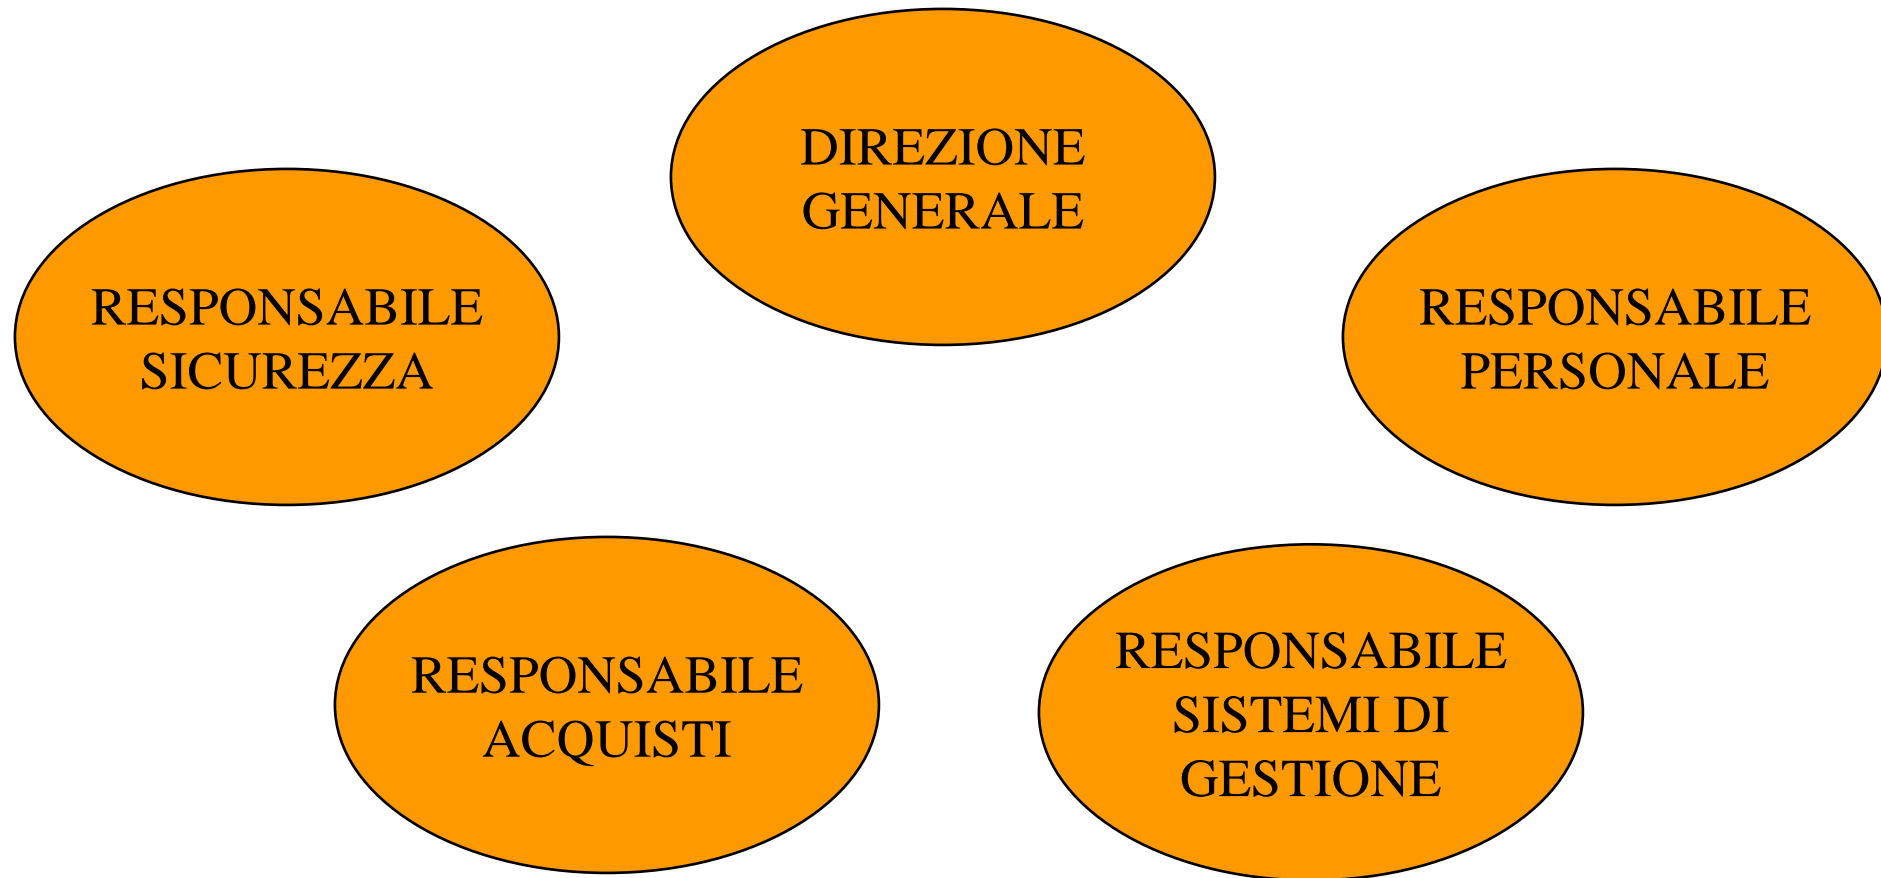 DIREZIONE
GENERALE
RESPONSABILE
SICUREZZA
RESPONSABILE
PERSONALE
RESPONSABILE
ACQUISTI
RESPONSABILE
SISTEMI DI
GESTIONE